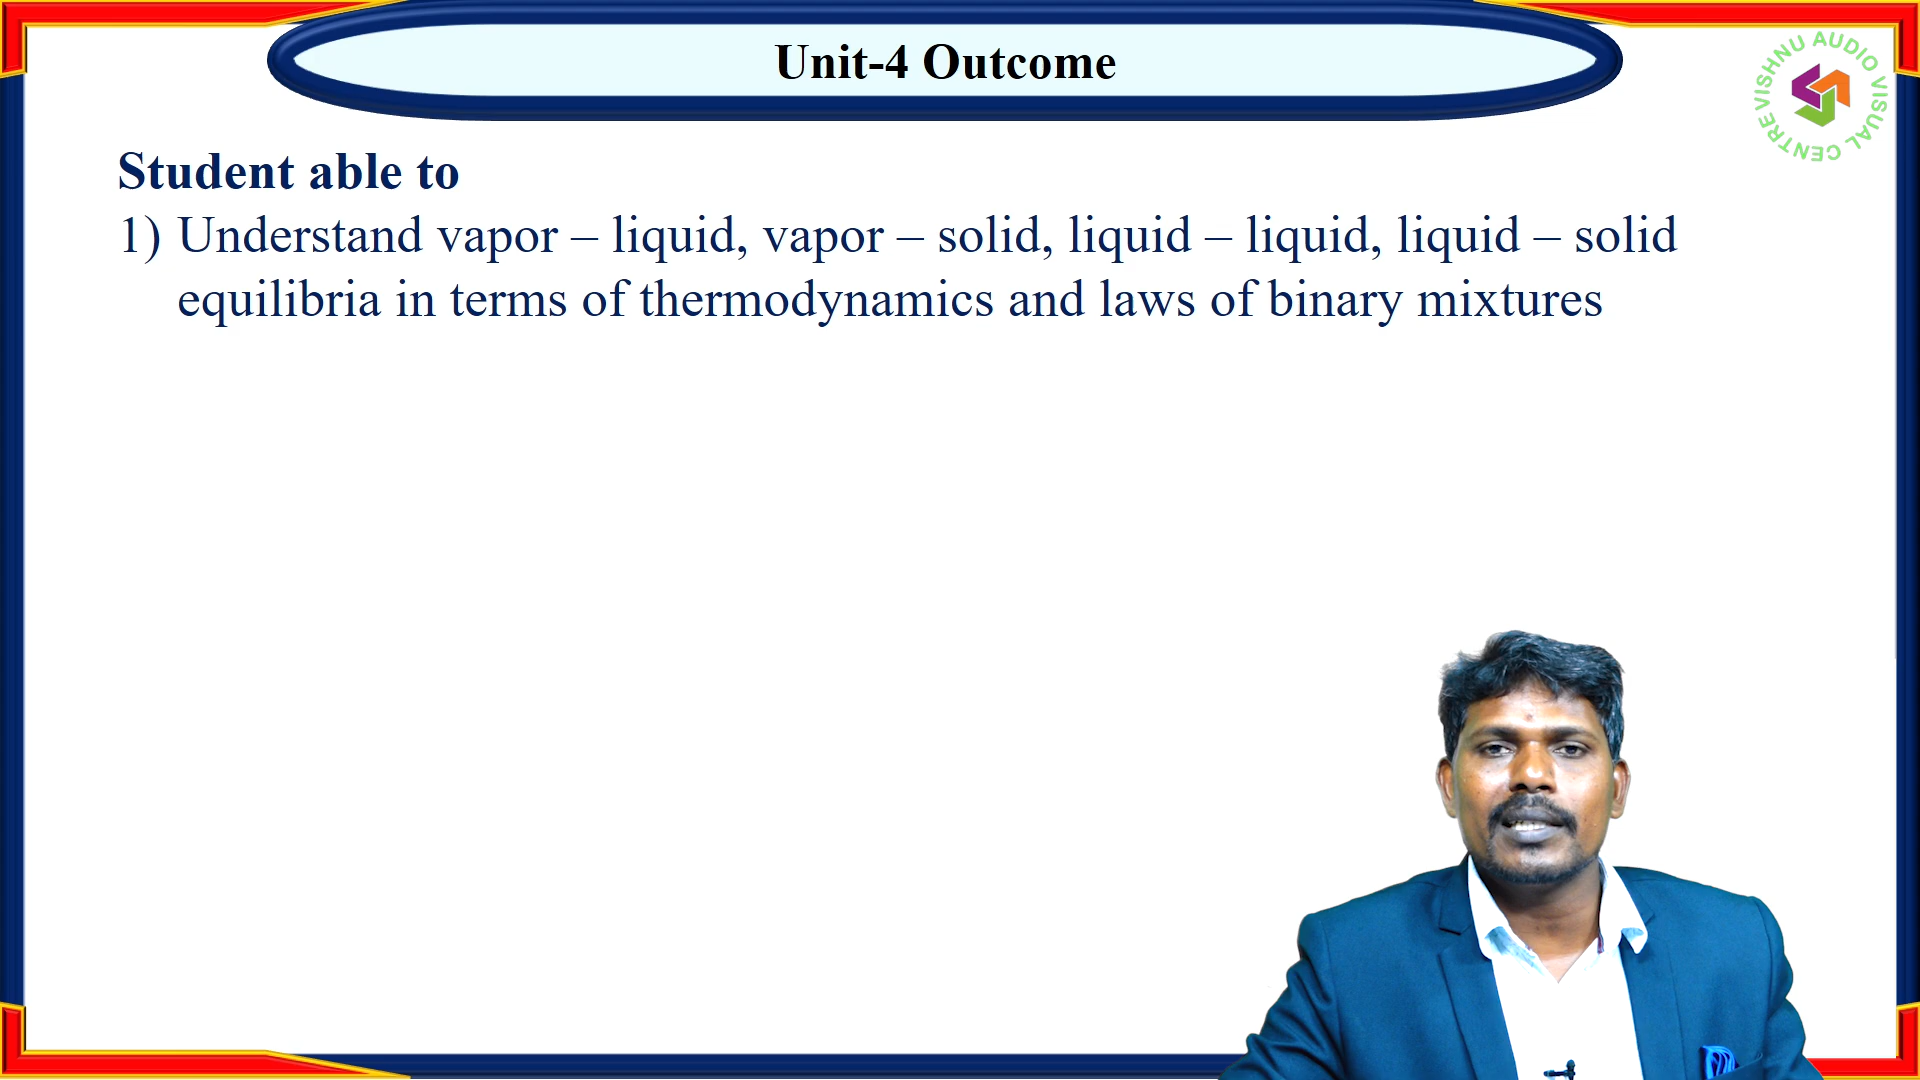 Unit-4 Outcome
VISHNU AUDIO VISUAL CENTRE
Student able to
1) Understand vapor – liquid, vapor – solid, liquid – liquid, liquid – solid
equilibria in terms of thermodynamics and laws of binary mixtures